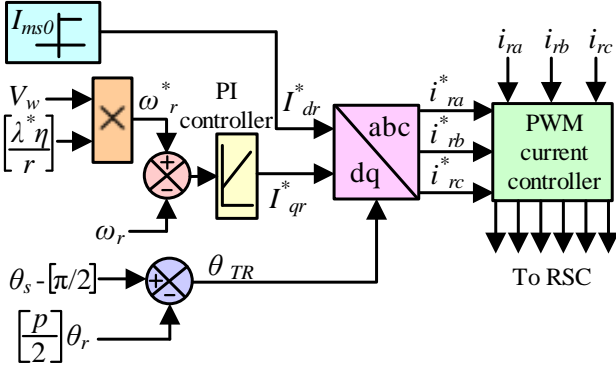 I_ms0
V_w
[λ*η/r]
ω*_r
PI
controller
ω_r
I*_dr
I*_qr
abc
dq
i*_ra
i*_rb
i*_rc
i_ra i_rb i_rc
PWM
current
controller
To RSC
θ_s-[π/2]
θ_TR
[p/2]θ_r